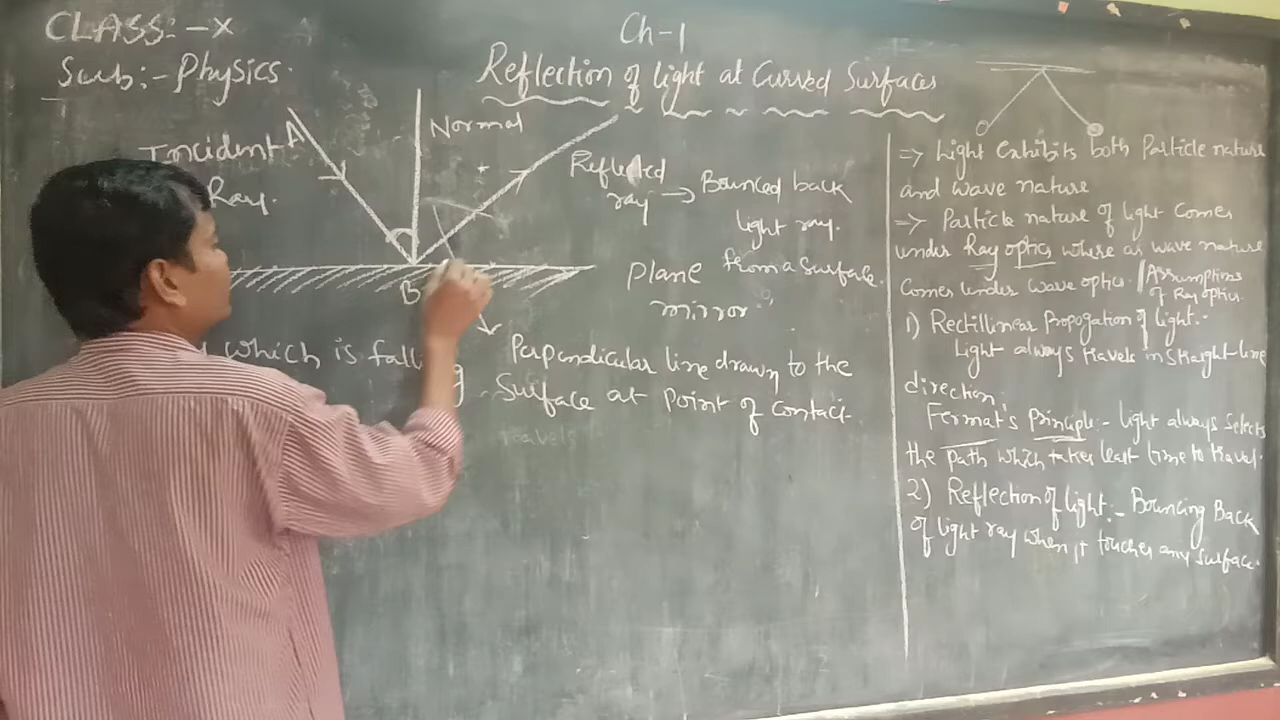 CLASS:-X
Sub:-Physics.
Ch-1
Reflection of light at Curved Surfaces
Incident
Ray.
A
Normal
Reflected
ray → Bounced back
light ray.
from a surface.
B
Plane
mirror.
which is falling
Perpendicular line drawn to the
Surface at Point of contact.
travels
=> Light Exhibits both Particle nature
and wave nature
=> Particle nature of light Comes
under Ray optics where as wave nature
Comes under wave optics.
Assumptions
of Ray optics.
1) Rectillinear Propogation of light:-
Light always travels in straight-line
direction.
Fermat's Principle:- light always selects
the path which takes least time to travel.
2) Reflection of light:- Bouncing Back
of light ray when it touches any surface.